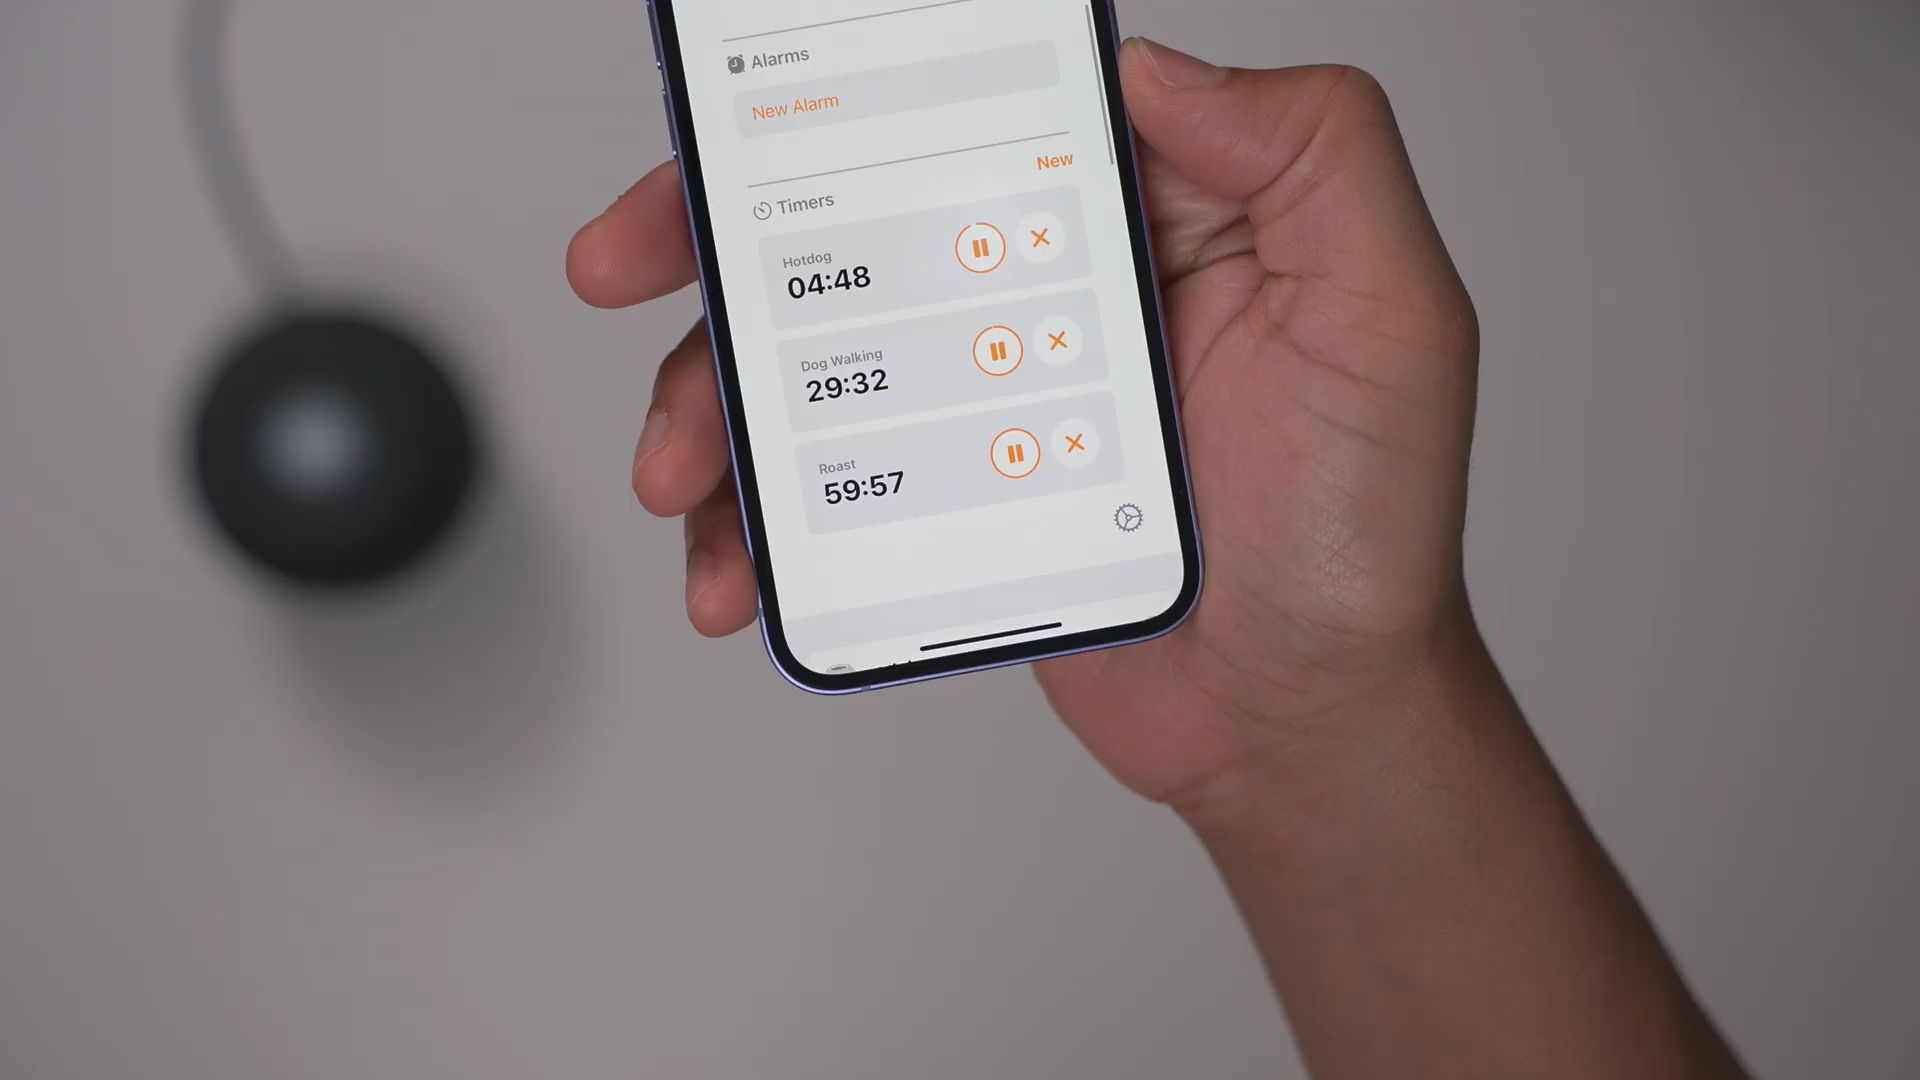 Alarms
New Alarm
New
Timers
Hotdog
04:48
Dog Walking
29:32
Roast
59:57